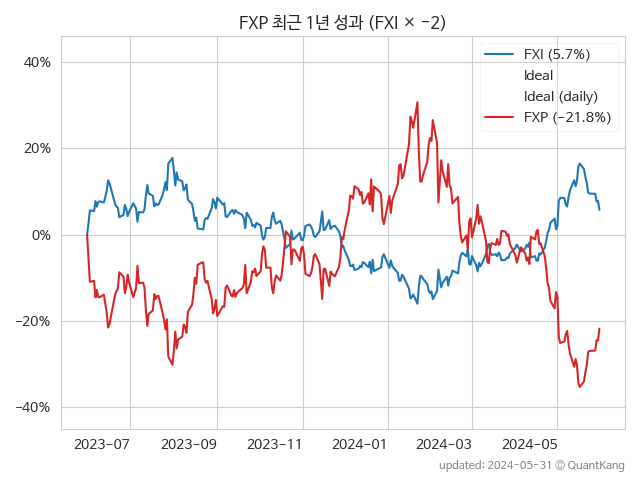 FXP 최근 1년 성과 (FXI × −2)
FXI (5.7%)
Ideal
Ideal (daily)
FXP (−21.8%)
40%
20%
0%
−20%
−40%
2023−07 2023−09 2023−11 2024−01 2024−03 2024−05
updated: 2024-05-31 © QuantKang